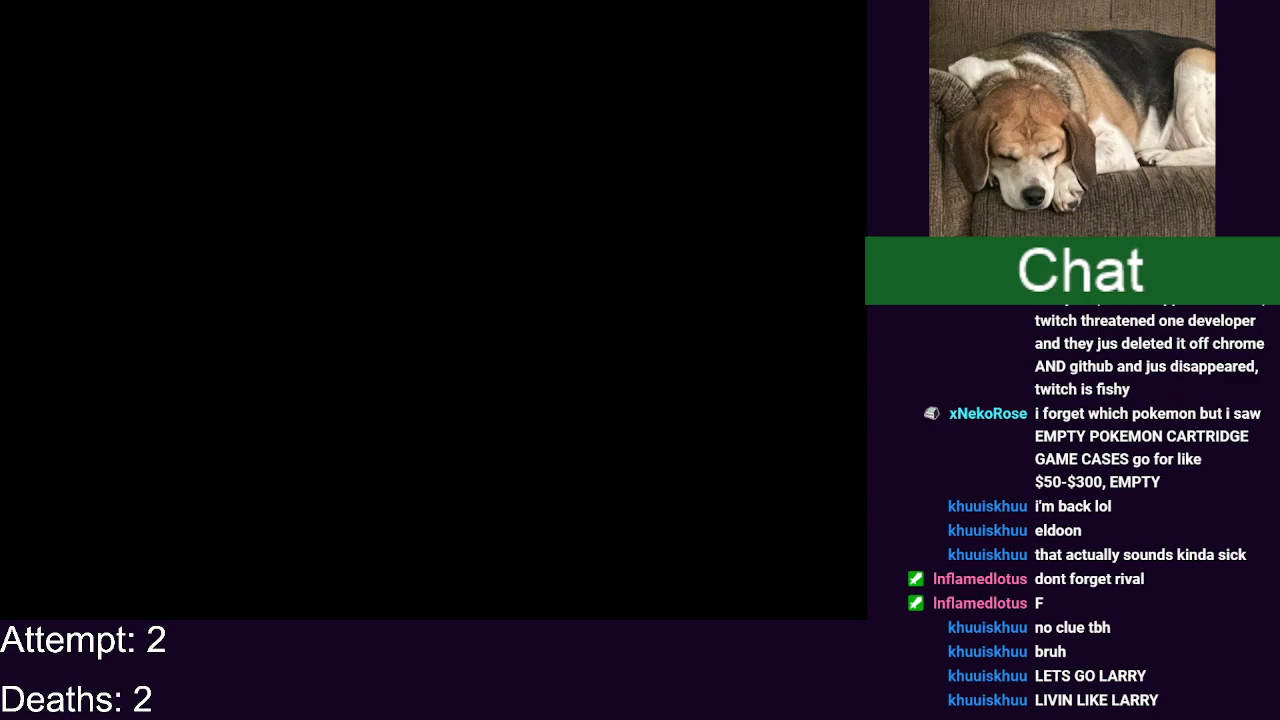 Chat
twitch threatened one developer
and they jus deleted it off chrome
AND github and jus disappeared,
twitch is fishy
xNekoRose i forget which pokemon but i saw
EMPTY POKEMON CARTRIDGE
GAME CASES go for like
$50-$300, EMPTY
khuuiskhuu i'm back lol
khuuiskhuu eldoon
khuuiskhuu that actually sounds kinda sick
Inflamedlotus dont forget rival
Inflamedlotus F
khuuiskhuu no clue tbh
khuuiskhuu bruh
khuuiskhuu LETS GO LARRY
khuuiskhuu LIVIN LIKE LARRY
Attempt: 2
Deaths: 2